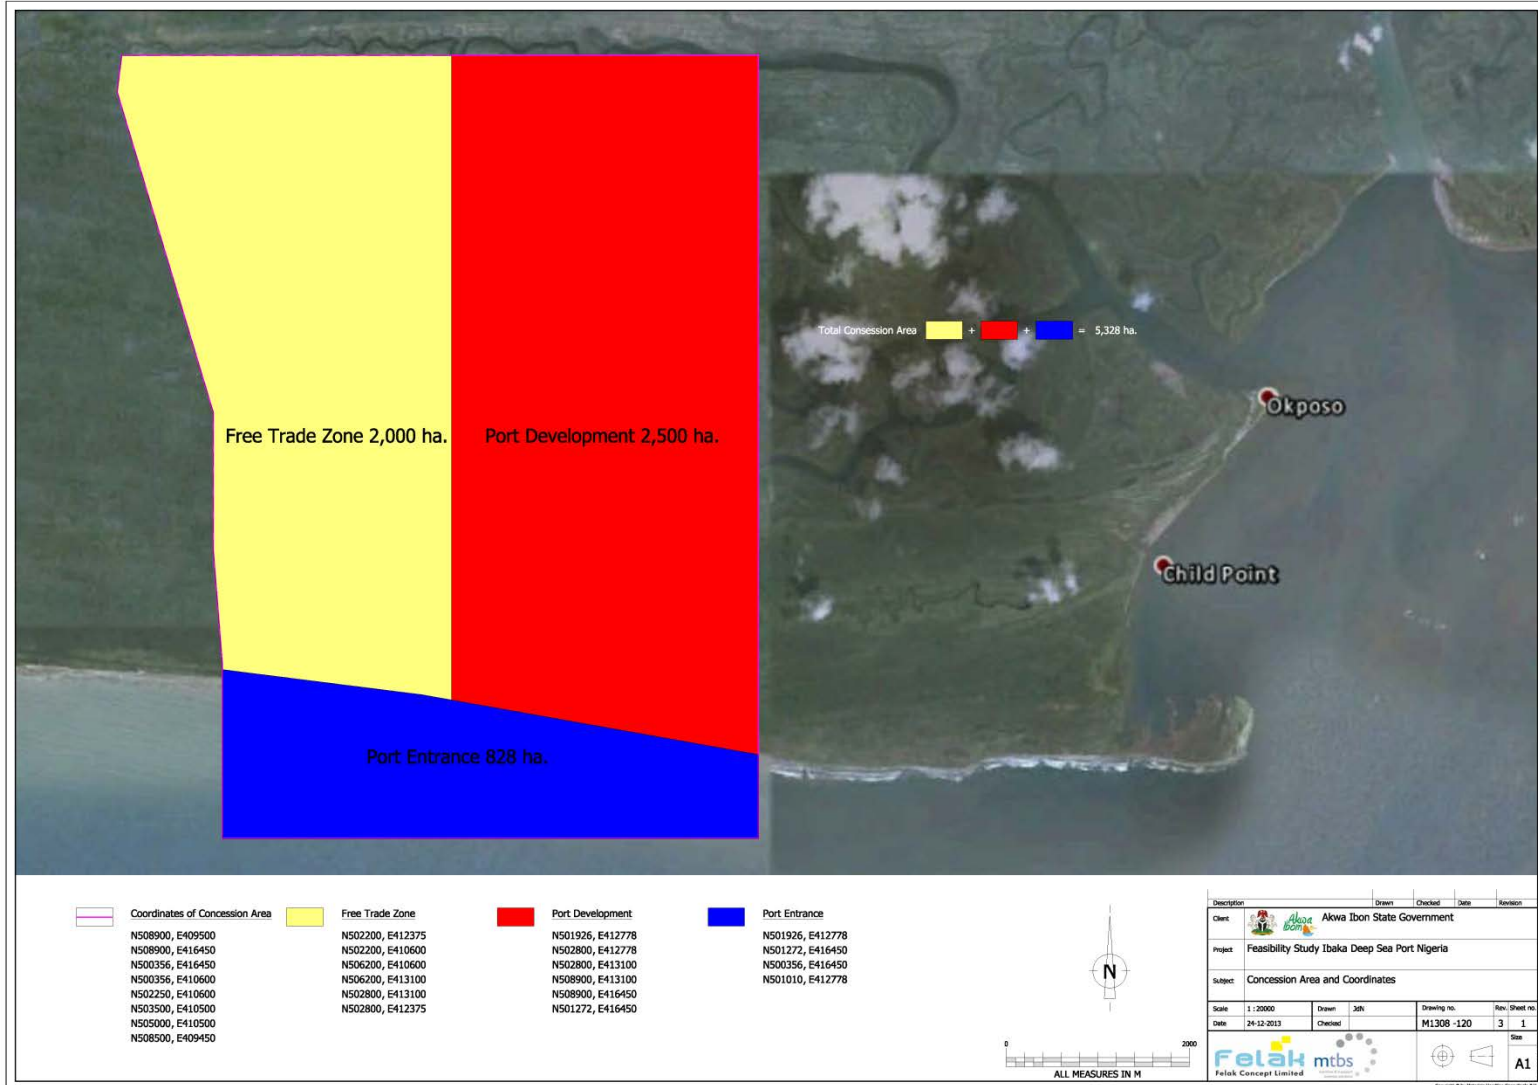 Total Consession Area + + = 5,328 ha.
Okposo
Free Trade Zone 2,000 ha.
Port Development 2,500 ha.
Child Point
Port Entrance 828 ha.
Coordinates of Concession Area
N508900, E409500
N508900, E416450
N500356, E416450
N500356, E410600
N502250, E410600
N503500, E410500
N505000, E410500
N508500, E409450
Free Trade Zone
N502200, E412375
N502200, E410600
N506200, E410600
N506200, E413100
N502800, E413100
N502800, E412375
Port Development
N501926, E412778
N502800, E412778
N502800, E413100
N508900, E413100
N508900, E416450
N501272, E416450
Port Entrance
N501926, E412778
N501272, E416450
N500356, E416450
N501010, E412778
N
0 2000
ALL MEASURES IN M
Description Drawn Checked Date Revision
Client Akwa Ibom Akwa Ibon State Government
Project Feasibility Study Ibaka Deep Sea Port Nigeria
Subject Concession Area and Coordinates
Scale 1 : 20000 Drawn JdN Drawing no. Rev. Sheet no.
Date 24-12-2013 Checked M1308 -120 3 1
Size
Felak mtbs
Felak Concept Limited
A1